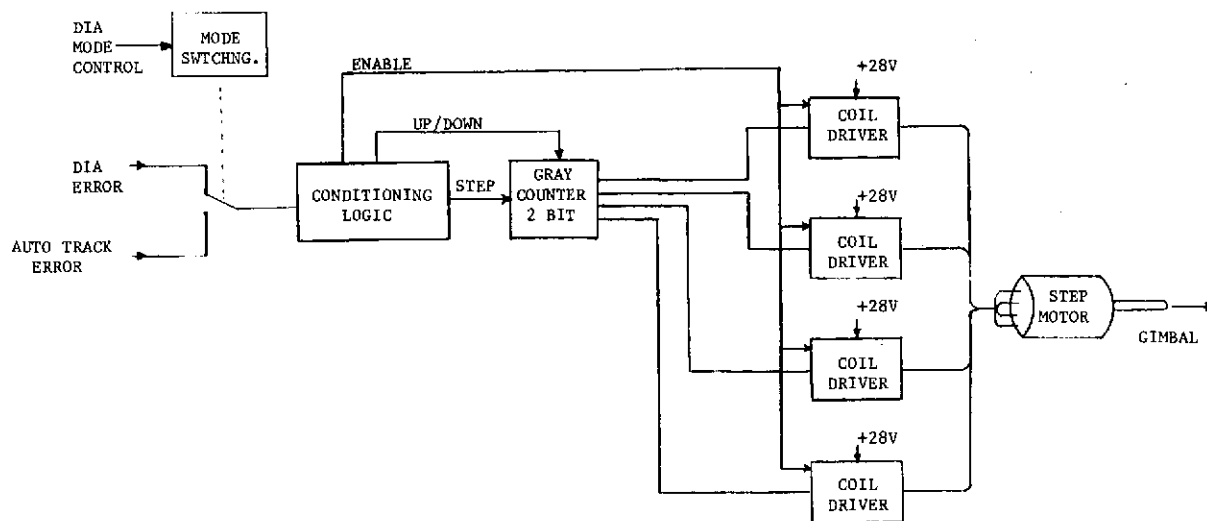 DIA
MODE
CONTROL
MODE
SWTCHNG.
ENABLE
UP/DOWN
DIA
ERROR
CONDITIONING
LOGIC
STEP
GRAY
COUNTER
2 BIT
AUTO TRACK
ERROR
+28V
COIL
DRIVER
+28V
COIL
DRIVER
+28V
COIL
DRIVER
+28V
COIL
DRIVER
STEP
MOTOR
GIMBAL